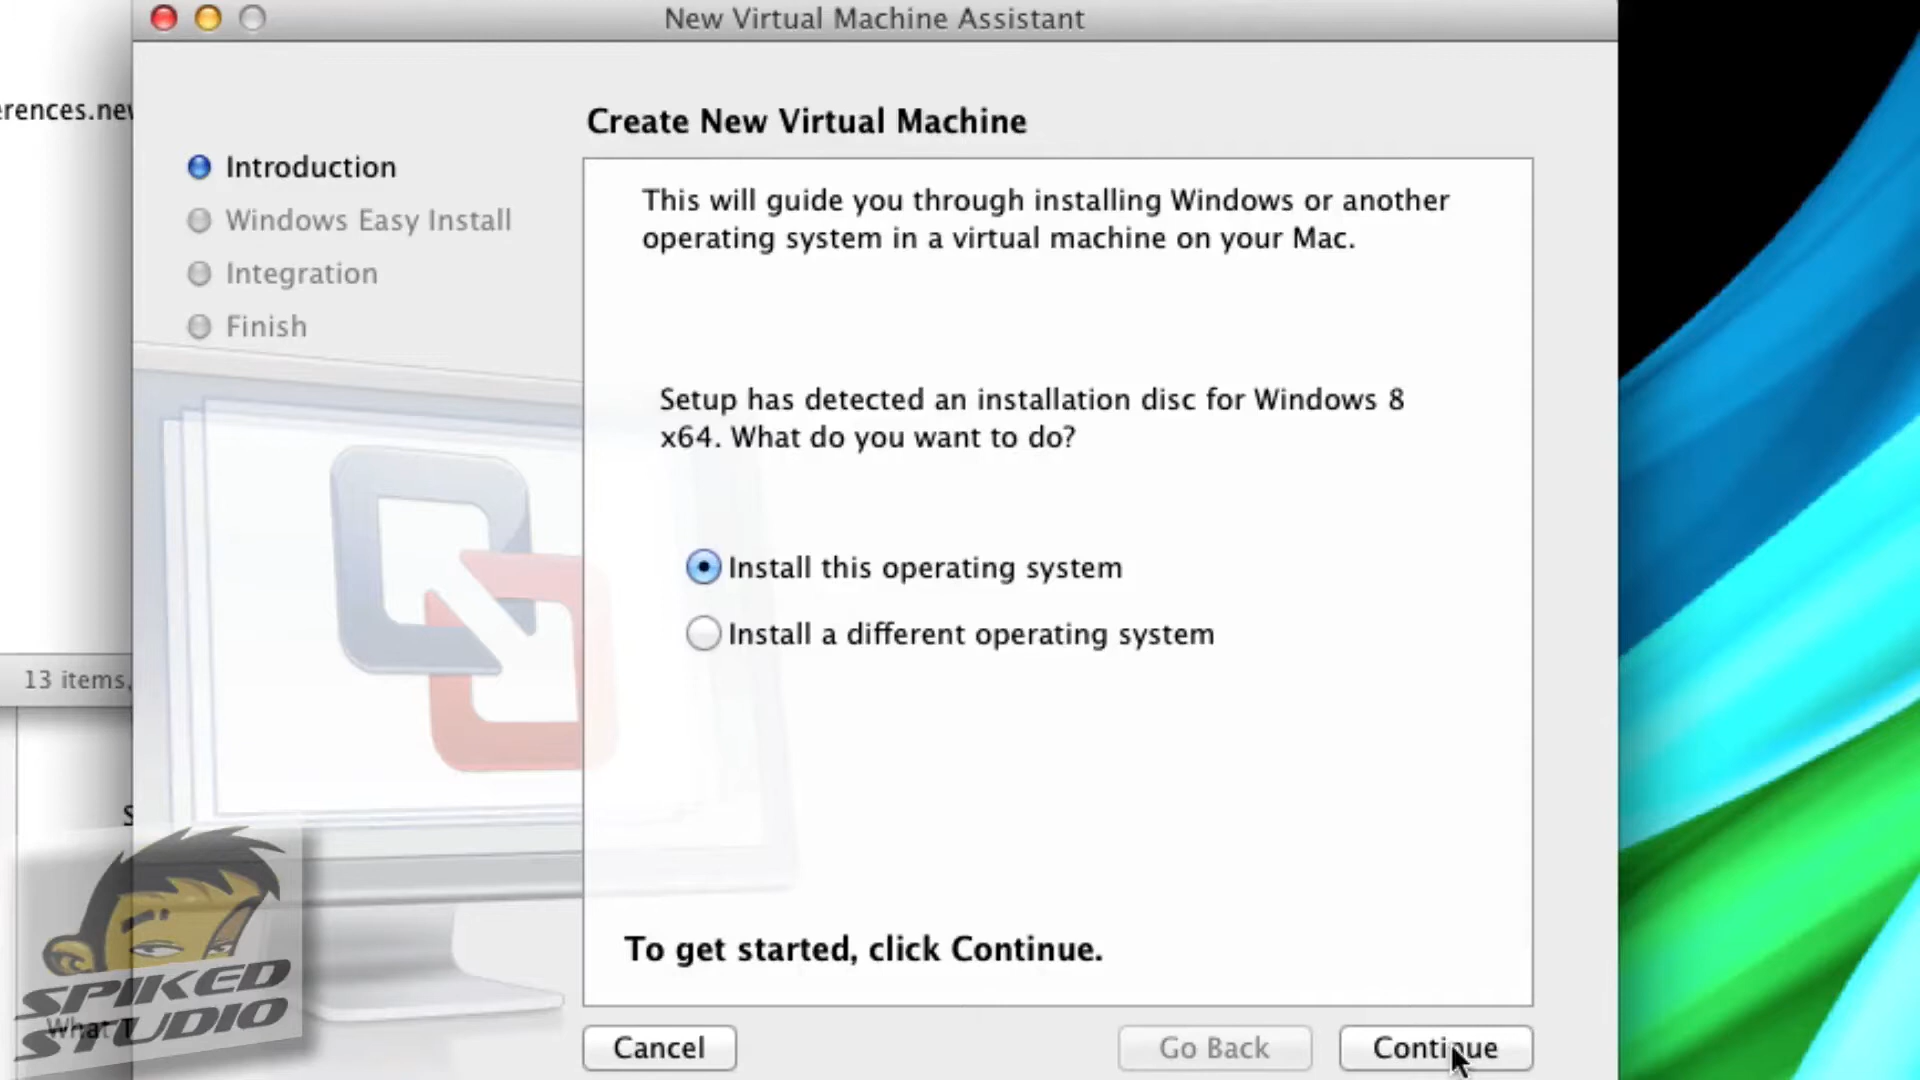 New Virtual Machine Assistant
Create New Virtual Machine
Introduction
Windows Easy Install
Integration
Finish
This will guide you through installing Windows or another
operating system in a virtual machine on your Mac.
Setup has detected an installation disc for Windows 8
x64. What do you want to do?
Install this operating system
Install a different operating system
To get started, click Continue.
Cancel
Go Back
Continue
13 items,
SPIKED
STUDIO
What